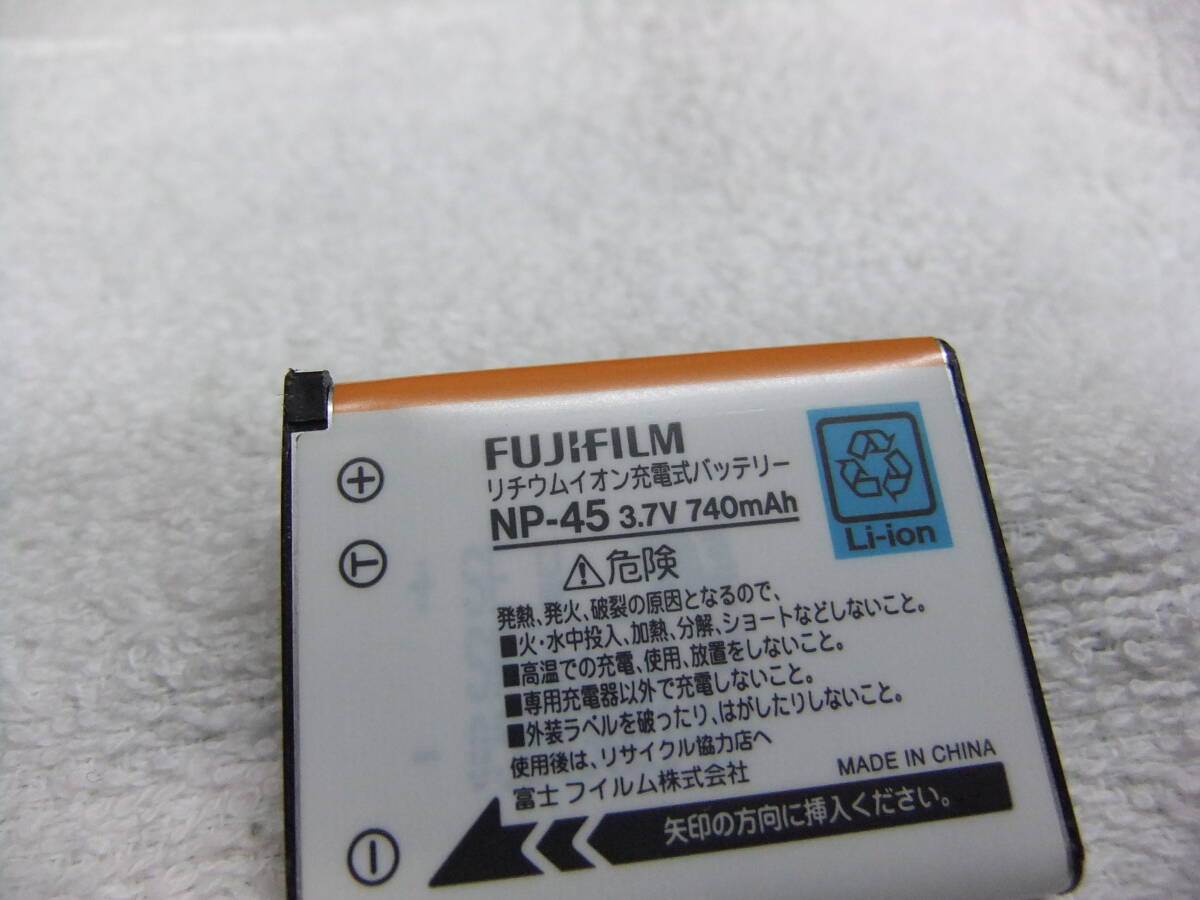 FUJIFILM
リチウムイオン充電式バッテリー
NP-45 3.7V 740mAh
Li-ion
+
T
−
⚠危険
発熱、発火、破裂の原因となるので、
■火・水中投入、加熱、分解、ショートなどしないこと。
■高温での充電、使用、放置をしないこと。
■専用充電器以外で充電しないこと。
■外装ラベルを破ったり、はがしたりしないこと。
使用後は、リサイクル協力店へ
富士フイルム株式会社
MADE IN CHINA
矢印の方向に挿入ください。